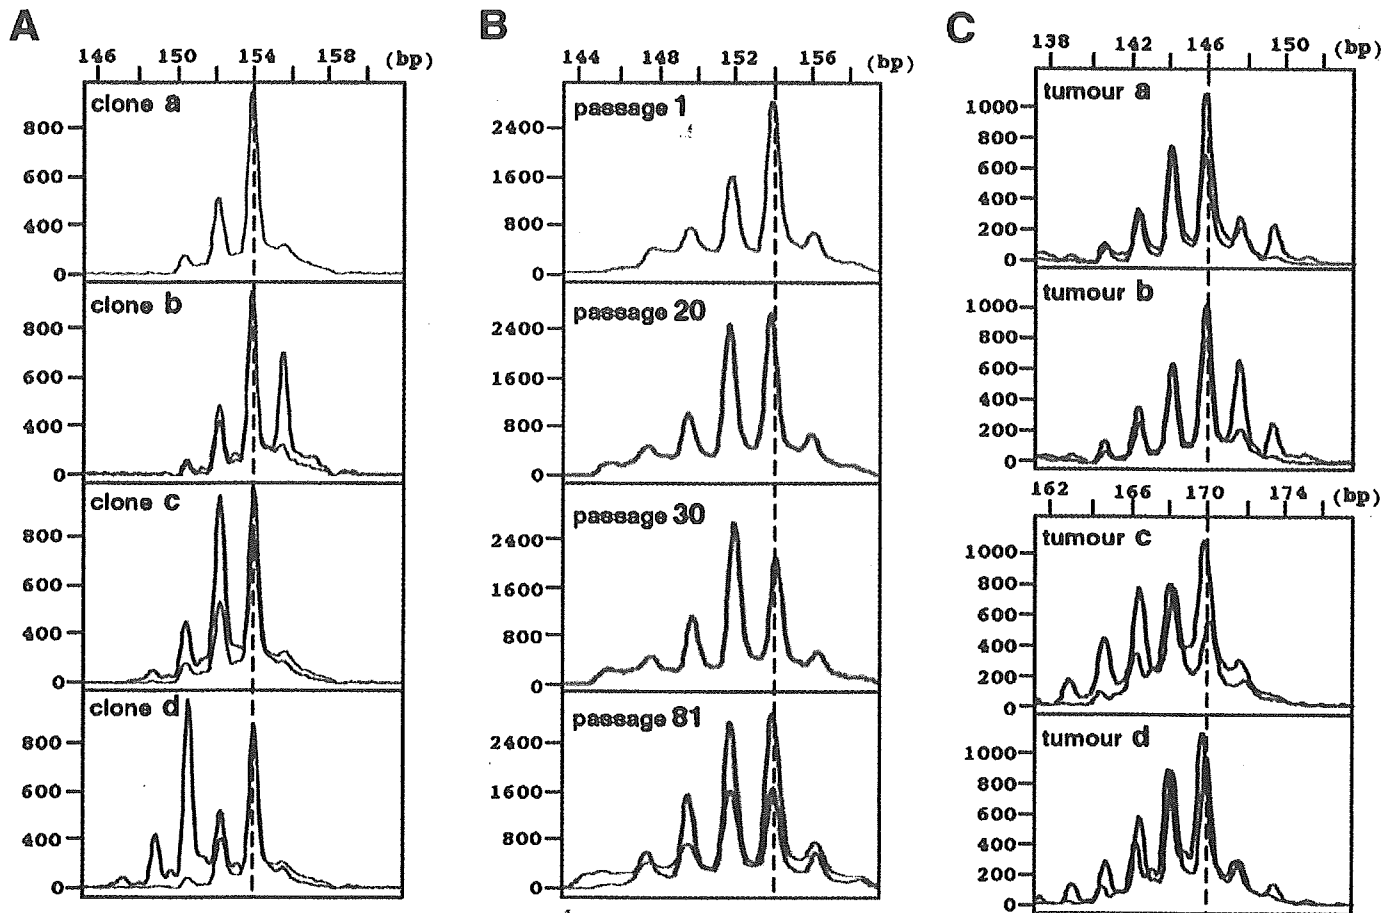 A
146 150 154 158 (bp)
clone a
800
600
400
0
clone b
800
600
400
0
clone c
800
600
400
0
clone d
800
600
400
0
B
144 148 152 156 (bp)
passage 1
2400
1600
800
0
passage 20
2400
1600
800
0
passage 30
2400
1600
800
0
passage 81
2400
1600
800
0
C
138 142 146 150 (bp)
tumour a
1000
800
600
400
200
0
tumour b
1000
800
600
400
200
0
162 166 170 174 (bp)
tumour c
1000
800
600
400
200
0
tumour d
1000
800
600
400
200
0